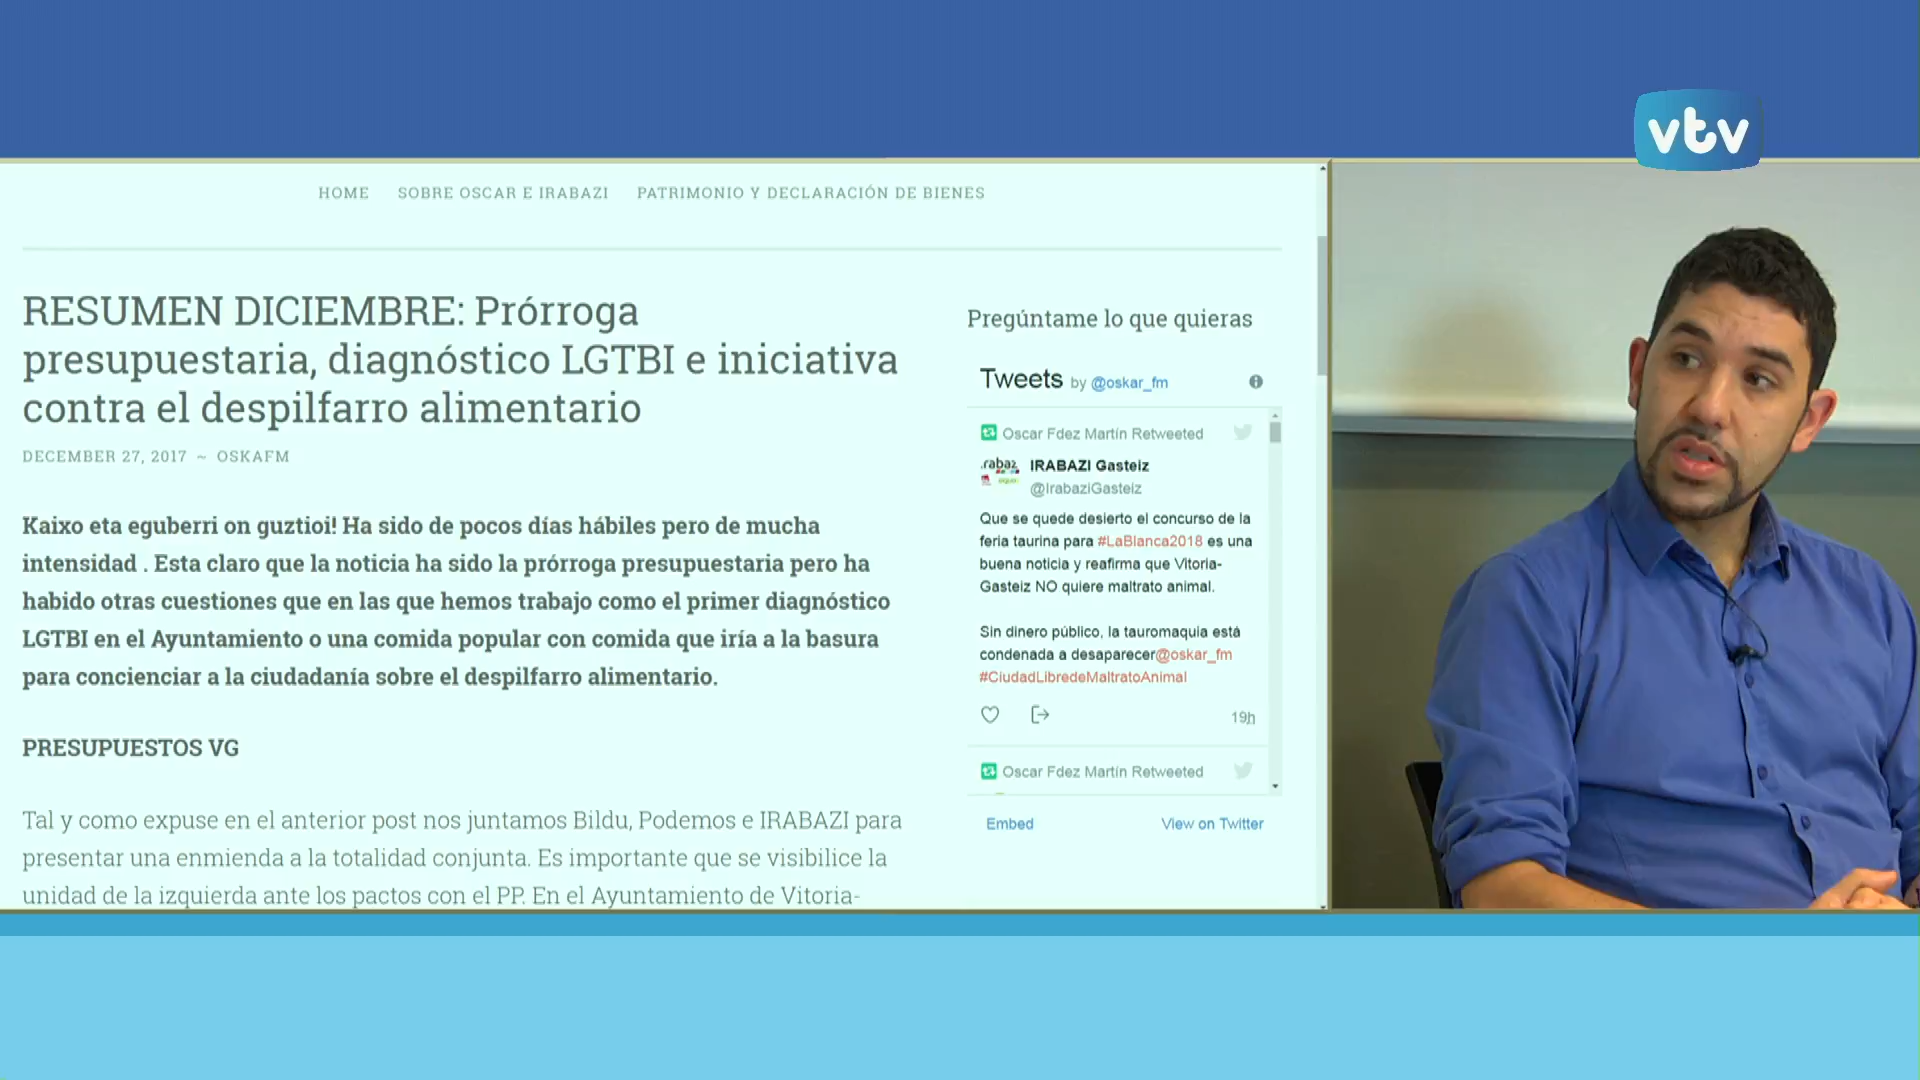 vtv
HOME SOBRE OSCAR E IRABAZI PATRIMONIO Y DECLARACIÓN DE BIENES
RESUMEN DICIEMBRE: Prórroga
presupuestaria, diagnóstico LGTBI e iniciativa
contra el despilfarro alimentario
DECEMBER 27, 2017 ~ OSKAFM
Kaixo eta eguberri on guztioi! Ha sido de pocos días hábiles pero de mucha
intensidad . Esta claro que la noticia ha sido la prórroga presupuestaria pero ha
habido otras cuestiones que en las que hemos trabajo como el primer diagnóstico
LGTBI en el Ayuntamiento o una comida popular con comida que iría a la basura
para concienciar a la ciudadanía sobre el despilfarro alimentario.
PRESUPUESTOS VG
Tal y como expuse en el anterior post nos juntamos Bildu, Podemos e IRABAZI para
presentar una enmienda a la totalidad conjunta. Es importante que se visibilice la
unidad de la izquierda ante los pactos con el PP. En el Ayuntamiento de Vitoria-
Pregúntame lo que quieras
Tweets by @oskar_fm
Oscar Fdez Martín Retweeted
IRABAZI Gasteiz
@IrabaziGasteiz
Que se quede desierto el concurso de la
feria taurina para #LaBlanca2018 es una
buena noticia y reafirma que Vitoria-
Gasteiz NO quiere maltrato animal.
Sin dinero público, la tauromaquia está
condenada a desaparecer@oskar_fm
#CiudadLibredeMaltratoAnimal
19h
Oscar Fdez Martín Retweeted
Embed View on Twitter